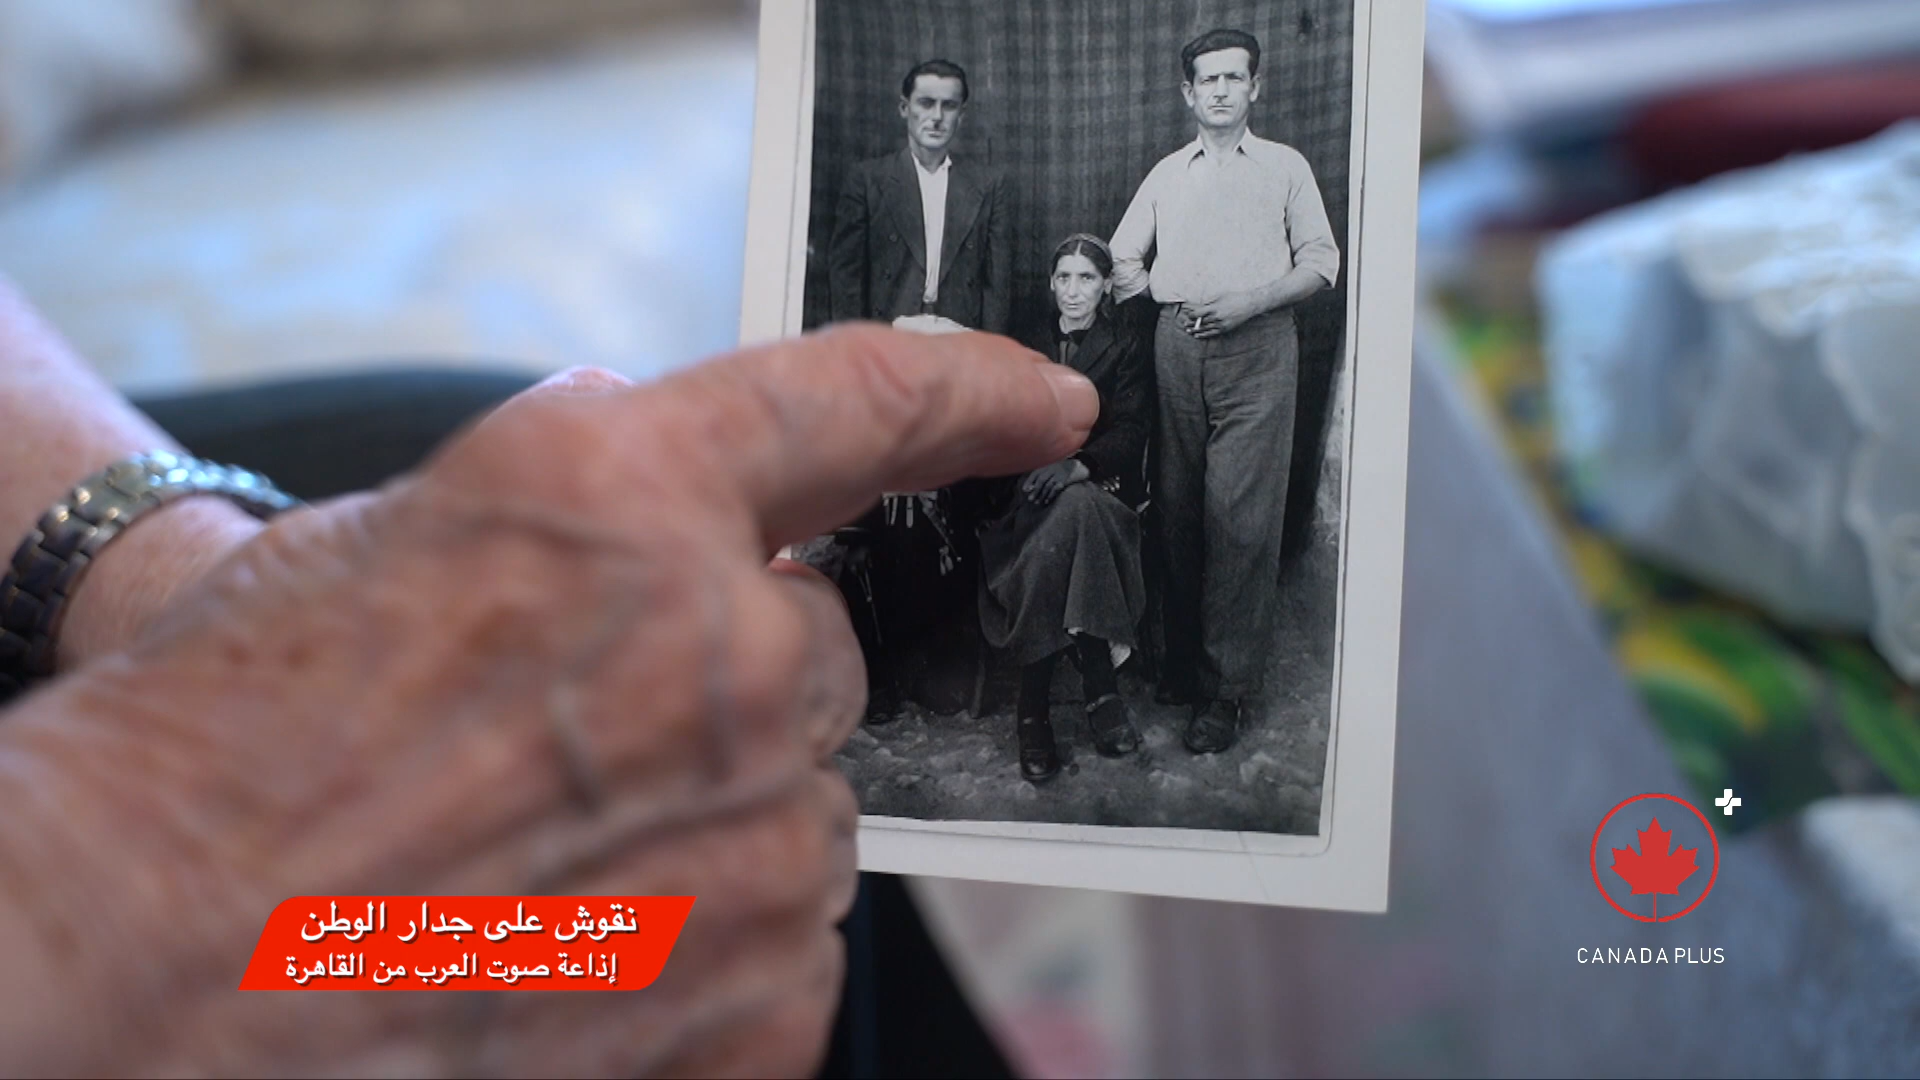 نقوش على جدار الوطن
إذاعة صوت العرب من القاهرة
CANADA PLUS